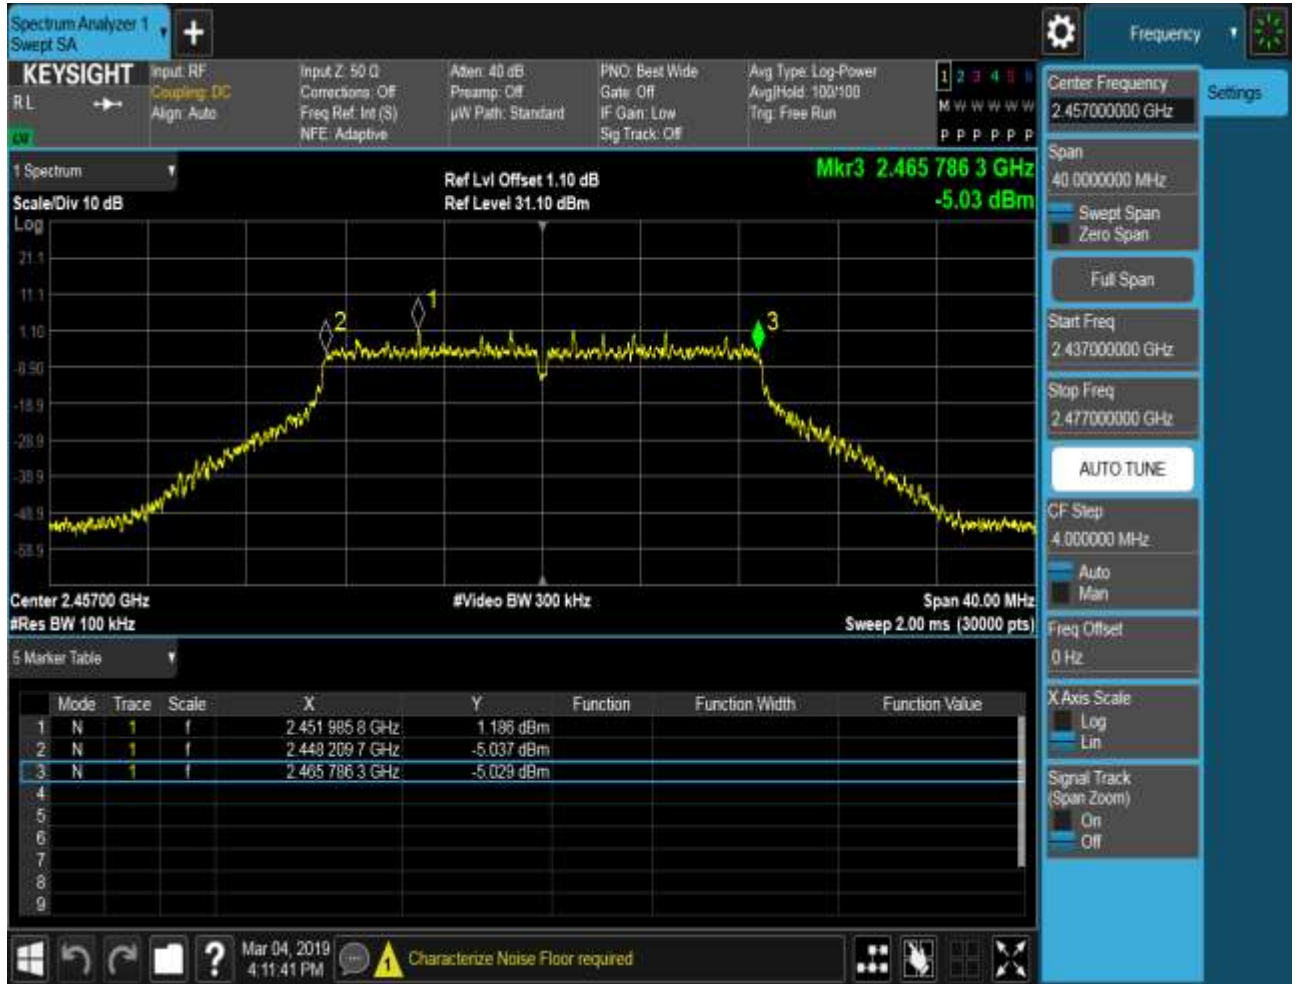 Spectrum Analyzer 1
Swept SA
+
Frequency
KEYSIGHT
RL
Input: RF
Coupling: DC
Align: Auto
Input Z: 50 Ω
Corrections: Off
Freq Ref: Int (S)
NFE: Adaptive
Atten: 40 dB
Preamp: Off
µW Path: Standard
PNO: Best Wide
Gate: Off
IF Gain: Low
Sig Track: Off
Avg Type: Log-Power
Avg|Hold: 100/100
Trig: Free Run
1 2 3 4 5 6
M W W W W W
P P P P P P
1 Spectrum
Scale/Div 10 dB
Ref Lvl Offset 1.10 dB
Ref Level 31.10 dBm
Mkr3 2.465 786 3 GHz
-5.03 dBm
Log
21.1
11.1
1.10
-8.90
-18.9
-28.9
-38.9
-48.9
-58.9
1
2
3
Center 2.45700 GHz
#Video BW 300 kHz
Span 40.00 MHz
#Res BW 100 kHz
Sweep 2.00 ms (30000 pts)
5 Marker Table
Mode Trace Scale X Y Function Function Width Function Value
1 N 1 f 2.451 985 8 GHz 1.186 dBm
2 N 1 f 2.448 209 7 GHz -5.037 dBm
3 N 1 f 2.465 786 3 GHz -5.029 dBm
4
5
6
7
8
9
Mar 04, 2019
4:11:41 PM
?
1
Characterize Noise Floor required
Center Frequency
2.457000000 GHz
Settings
Span
40.0000000 MHz
Swept Span
Zero Span
Full Span
Start Freq
2.437000000 GHz
Stop Freq
2.477000000 GHz
AUTO TUNE
CF Step
4.000000 MHz
Auto
Man
Freq Offset
0 Hz
X Axis Scale
Log
Lin
Signal Track
(Span Zoom)
On
Off